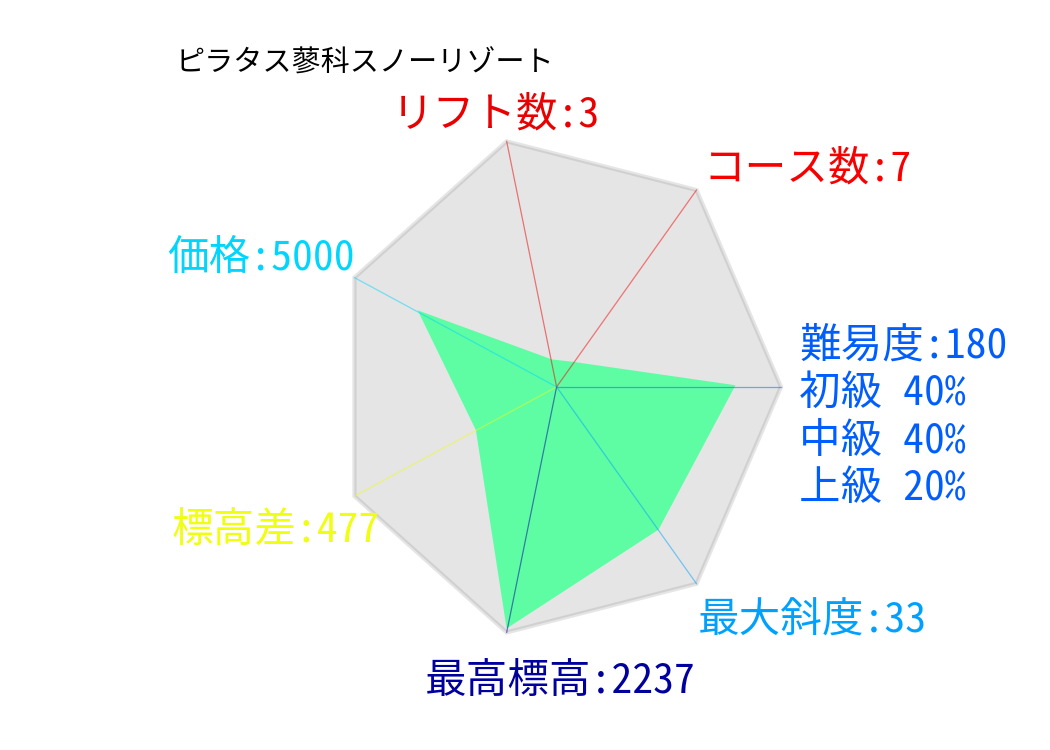 ピラタス蓼科スノーリゾート
リフト数:3
コース数:7
価格:5000
難易度:180
初級 40%
中級 40%
上級 20%
標高差:477
最大斜度:33
最高標高:2237